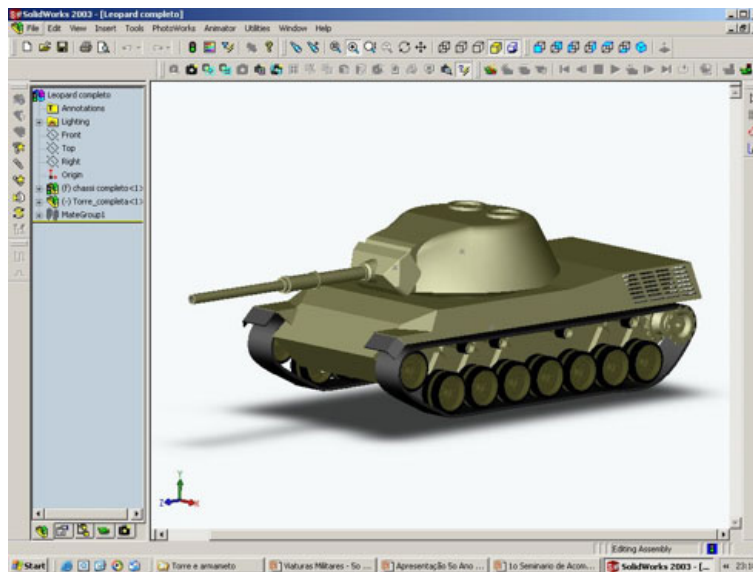 SolidWorks 2003 - [Leopard completo]
File Edit View Insert Tools PhotoWorks Animator Utilities Window Help
Leopard completo
Annotations
Lighting
Front
Top
Right
Origin
(f) chassi completo<1>
(-) Torre_completa<1>
MateGroup1
Y
Z X
Editing Assembly
Start Torre e armaneto Viaturas Militares - 5o ... Apresentação 5o Ano ... 1o Seminario de Acom... SolidWorks 2003 - [...